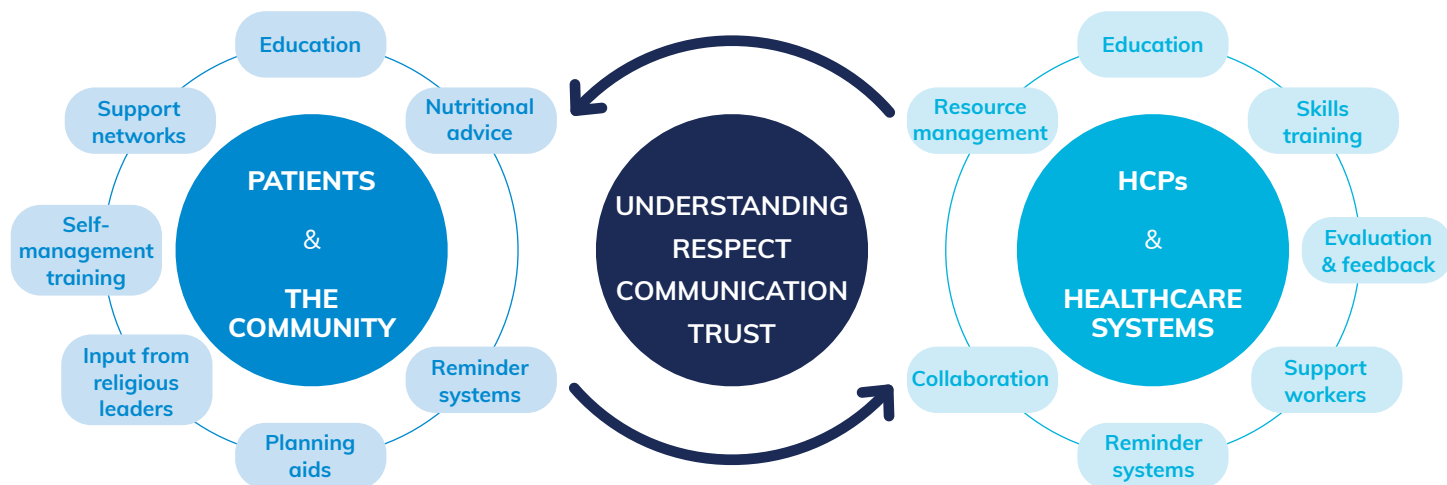 Education
Nutritional
advice
Support
networks
Self-
management
training
Input from
religious
leaders
Planning
aids
Reminder
systems
PATIENTS
&
THE
COMMUNITY
UNDERSTANDING
RESPECT
COMMUNICATION
TRUST
Education
Resource
management
Skills
training
Evaluation
& feedback
Support
workers
Reminder
systems
Collaboration
HCPs
&
HEALTHCARE
SYSTEMS